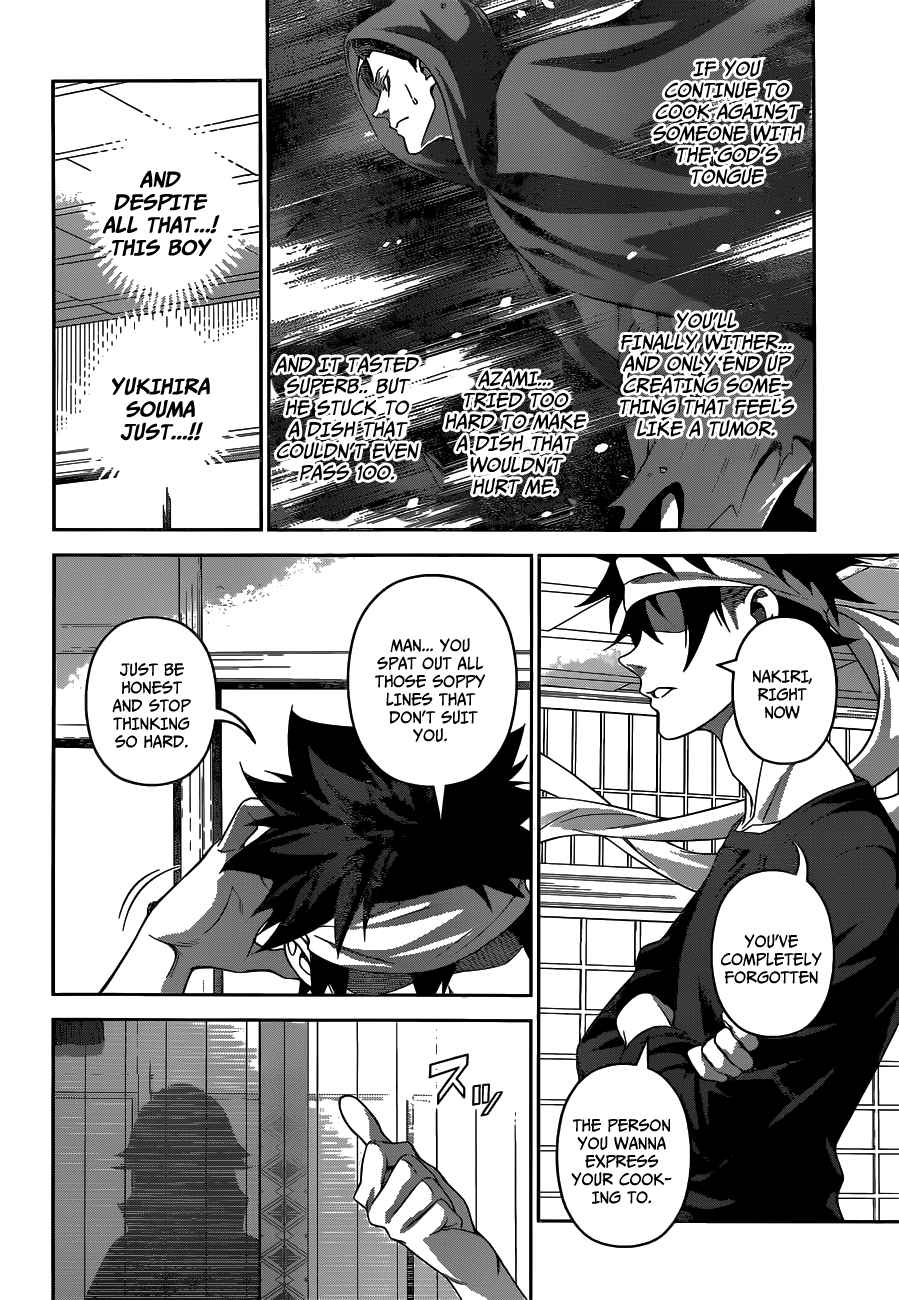 IF YOU
CONTINUE TO
COOK AGAINST
SOMEONE WITH
THE GOD'S
TONGUE
YOU'LL
FINALLY WITHER...
AND ONLY END UP
CREATING SOME-
THING THAT FEELS
LIKE A TUMOR.
AZAMI...
TRIED TOO
HARD TO MAKE
A DISH THAT
WOULDN'T
HURT ME.
AND IT TASTED
SUPERB.. BUT
HE STUCK TO
A DISH THAT
COULDN'T EVEN
PASS 100.
AND
DESPITE
ALL THAT...!
THIS BOY
YUKIHIRA
SOUMA
JUST...!!
NAKIRI,
RIGHT
NOW
YOU'VE
COMPLETELY
FORGOTTEN
THE PERSON
YOU WANNA
EXPRESS
YOUR COOK-
ING TO.
MAN... YOU
SPAT OUT ALL
THOSE SOPPY
LINES THAT
DON'T SUIT
YOU.
JUST BE
HONEST
AND STOP
THINKING
SO HARD.
スッ